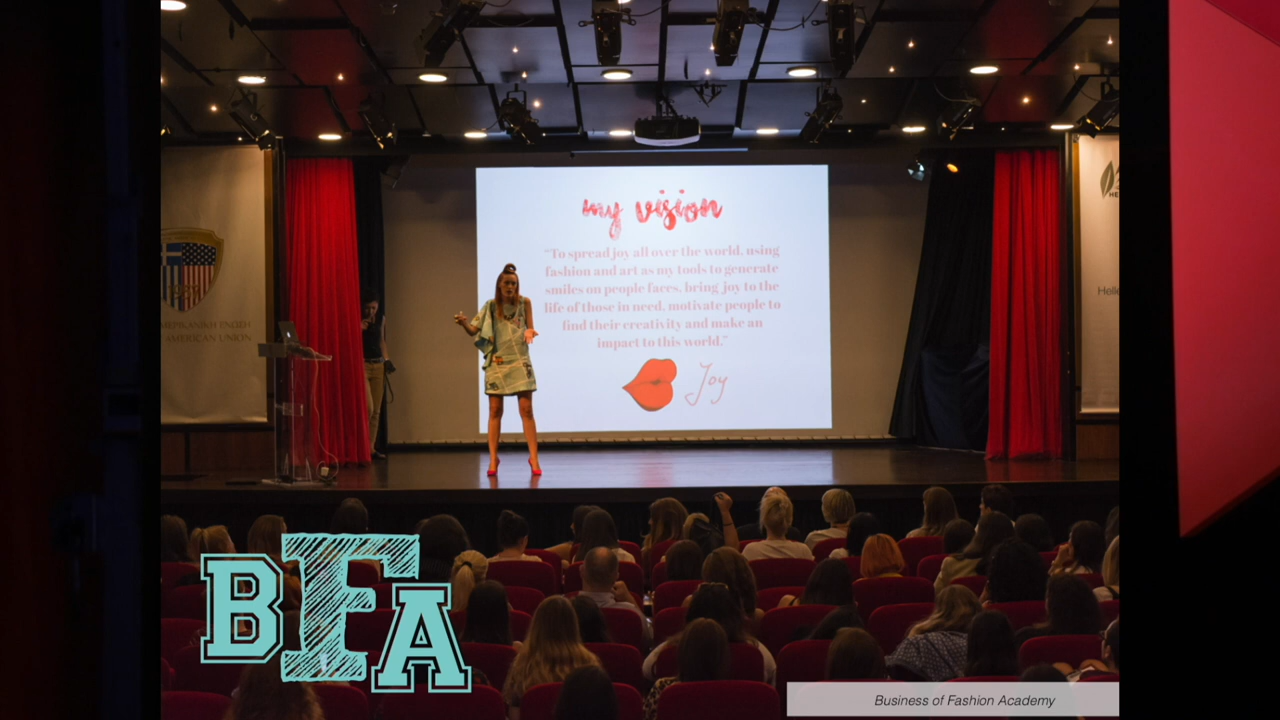 my vision
"To spread joy all over the world, using
fashion and art as my tools to generate
smiles on people faces, bring joy to the
life of those in need, motivate people to
find their creativity and make an
impact to this world."
Joy
AMERICAN UNION
HE
Helle
BFA
Business of Fashion Academy